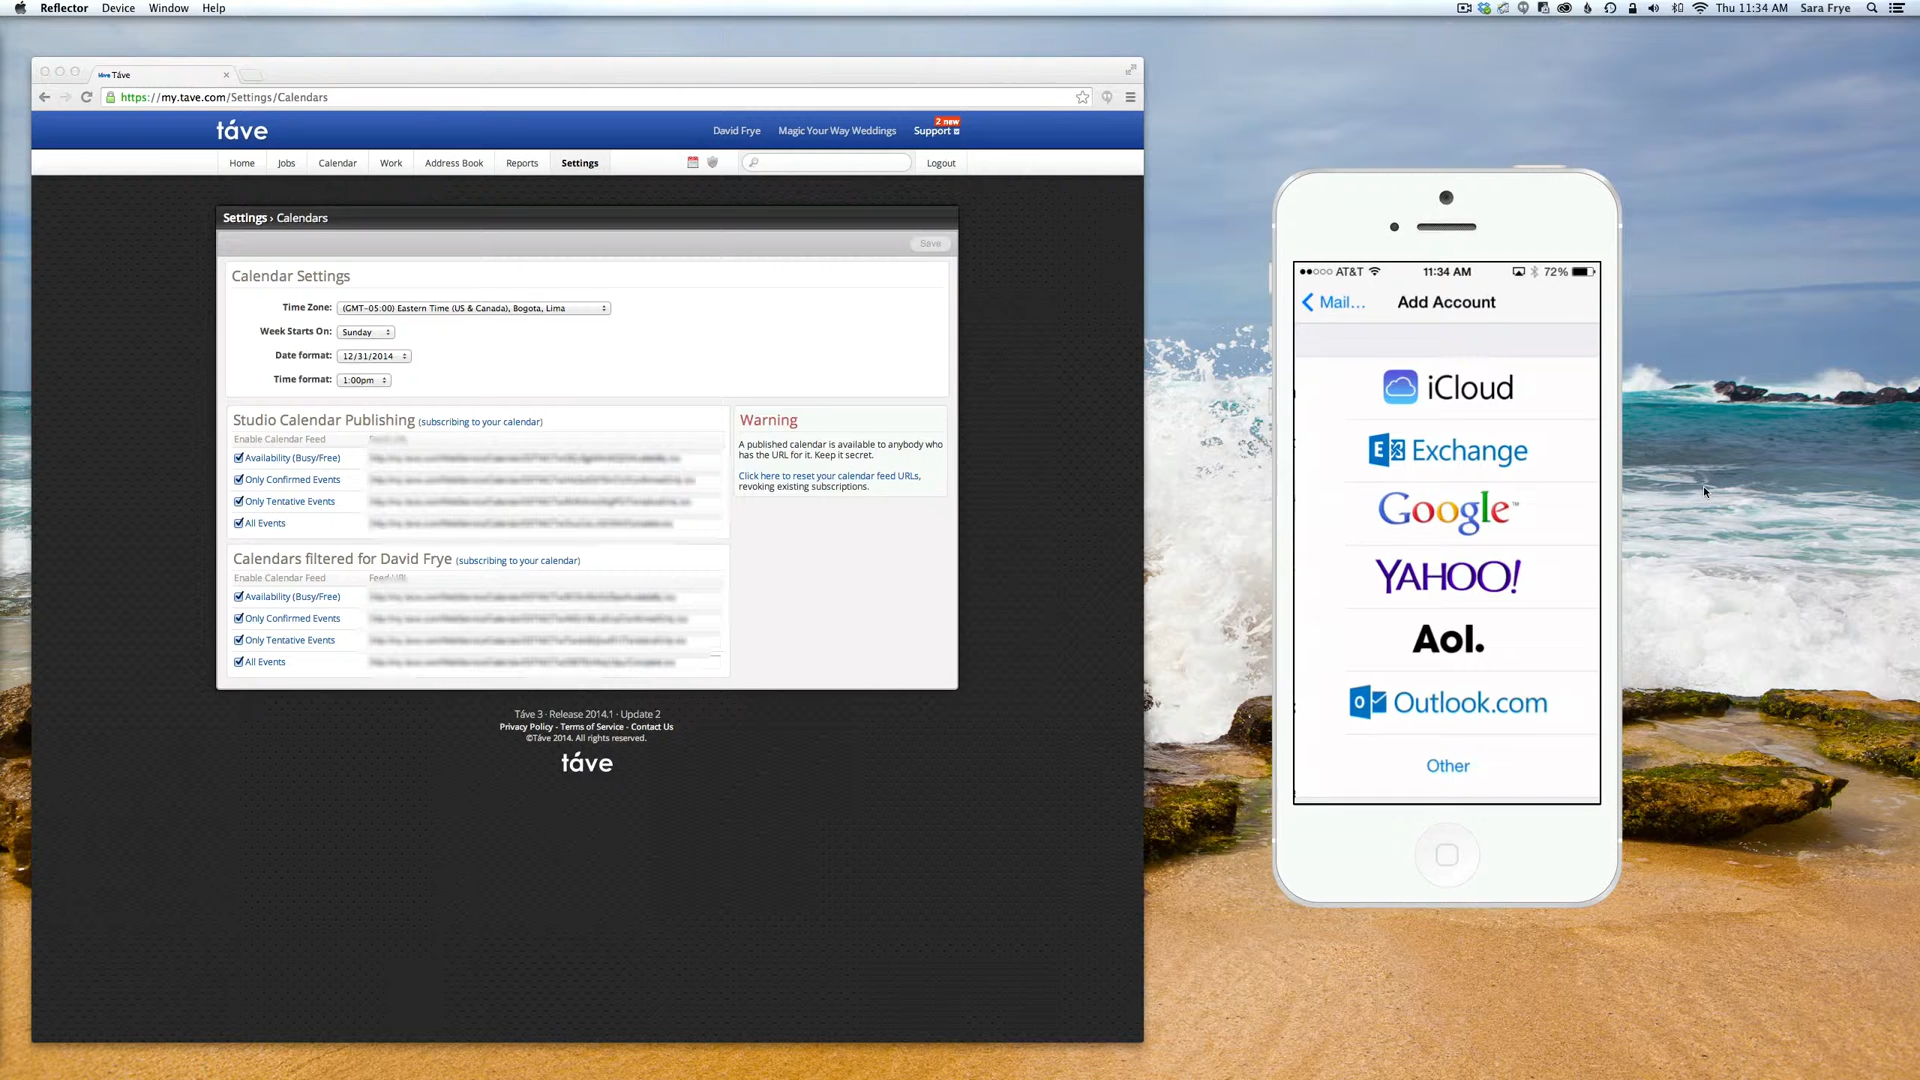 Reflector Device Window Help
Thu 11:34 AM Sara Frye
táve Táve
https://my.tave.com/Settings/Calendars
táve
David Frye Magic Your Way Weddings Support
2 new
Home Jobs Calendar Work Address Book Reports Settings Logout
Settings › Calendars
Save
Calendar Settings
Time Zone: (GMT-05:00) Eastern Time (US & Canada), Bogota, Lima
Week Starts On: Sunday
Date format: 12/31/2014
Time format: 1:00pm
Studio Calendar Publishing (subscribing to your calendar)
Enable Calendar Feed
Availability (Busy/Free)
Only Confirmed Events
Only Tentative Events
All Events
Warning
A published calendar is available to anybody who
has the URL for it. Keep it secret.
Click here to reset your calendar feed URLs,
revoking existing subscriptions.
Calendars filtered for David Frye (subscribing to your calendar)
Enable Calendar Feed Feed URL
Availability (Busy/Free)
Only Confirmed Events
Only Tentative Events
All Events
Táve 3 · Release 2014.1 · Update 2
Privacy Policy - Terms of Service - Contact Us
©Táve 2014. All rights reserved.
táve
AT&T 11:34 AM 72%
Mail... Add Account
iCloud
Exchange
Google™
YAHOO!
Aol.
Outlook.com
Other